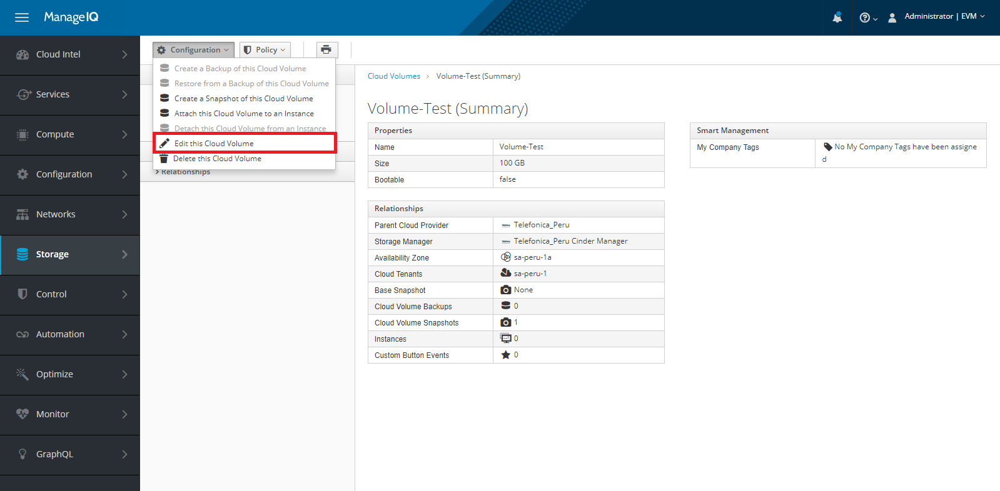 ManageIQ
Administrator | EVM
Cloud Intel
Services
Compute
Configuration
Networks
Storage
Control
Automation
Optimize
Monitor
GraphQL
Configuration
Policy
Create a Backup of this Cloud Volume
Restore from a Backup of this Cloud Volume
Create a Snapshot of this Cloud Volume
Attach this Cloud Volume to an Instance
Detach this Cloud Volume from an Instance
Edit this Cloud Volume
Delete this Cloud Volume
Relationships
Cloud Volumes > Volume-Test (Summary)
Volume-Test (Summary)
Properties
Name Volume-Test
Size 100 GB
Bootable false
Relationships
Parent Cloud Provider Telefonica_Peru
Storage Manager Telefonica_Peru Cinder Manager
Availability Zone sa-peru-1a
Cloud Tenants sa-peru-1
Base Snapshot None
Cloud Volume Backups 0
Cloud Volume Snapshots 1
Instances 0
Custom Button Events 0
Smart Management
My Company Tags No My Company Tags have been assigne
d